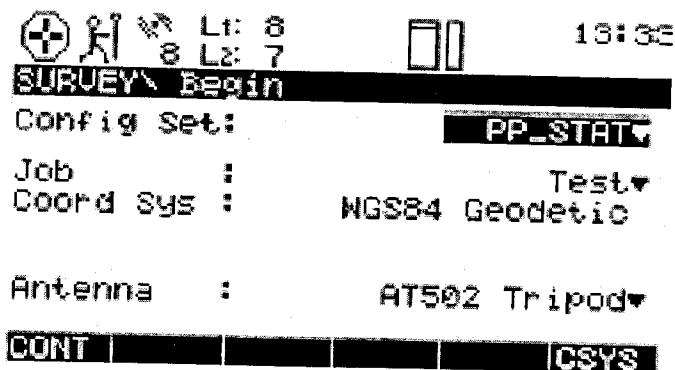 L1: 8
8 L2: 7
13:33
SURVEY\ Begin
Config Set: PP_STAT▼
Job : Test▼
Coord Sys : WGS84 Geodetic
Antenna : AT502 Tripod▼
CONT CSYS